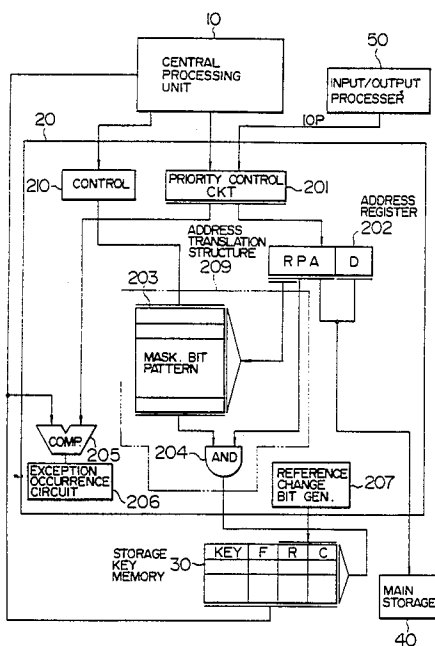 10
CENTRAL
PROCESSING
UNIT
50
INPUT/OUTPUT
PROCESSER
20
IOP
210
CONTROL
PRIORITY CONTROL
CKT
201
ADDRESS
REGISTER
202
ADDRESS
TRANSLATION
STRUCTURE
209
RPA
D
203
MASK. BIT
PATTERN
COMP.
205
204
AND
EXCEPTION
OCCURRENCE
CIRCUIT
206
REFERENCE
CHANGE
BIT GEN.
207
STORAGE
KEY
MEMORY
30
KEY F R C
MAIN
STORAGE
40